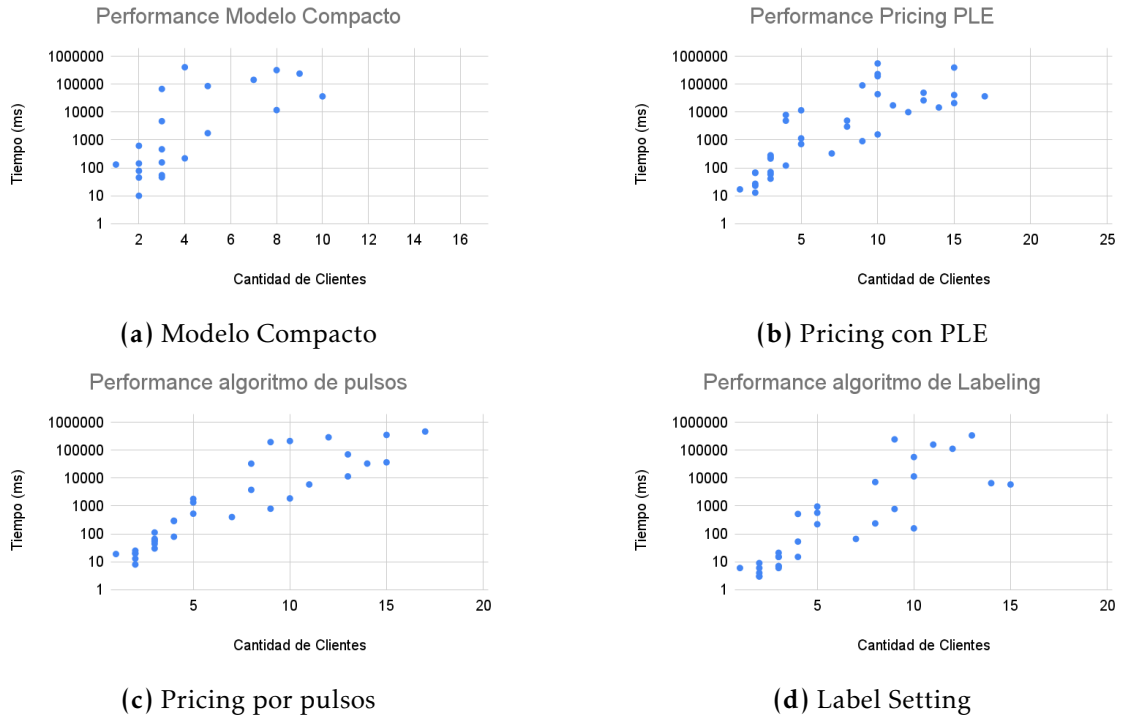 Performance Modelo Compacto
Tiempo (ms)
1000000
100000
10000
1000
100
10
1
2 4 6 8 10 12 14 16
Cantidad de Clientes
(a) Modelo Compacto
Performance Pricing PLE
Tiempo (ms)
1000000
100000
10000
1000
100
10
1
5 10 15 20 25
Cantidad de Clientes
(b) Pricing con PLE
Performance algoritmo de pulsos
Tiempo (ms)
1000000
100000
10000
1000
100
10
1
5 10 15 20
Cantidad de Clientes
(c) Pricing por pulsos
Performance algoritmo de Labeling
Tiempo (ms)
1000000
100000
10000
1000
100
10
1
5 10 15 20
Cantidad de Clientes
(d) Label Setting